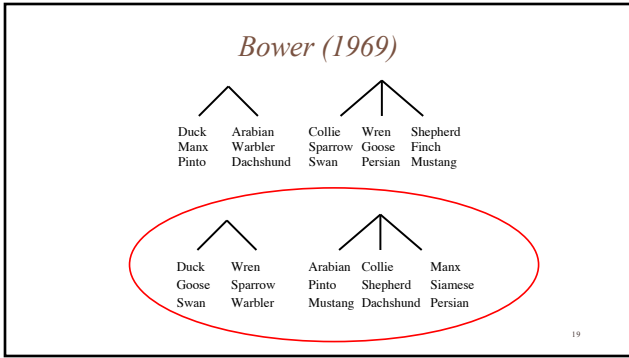 Bower (1969)
Duck Arabian Collie Wren Shepherd
Manx Warbler Sparrow Goose Finch
Pinto Dachshund Swan Persian Mustang
Duck Wren Arabian Collie Manx
Goose Sparrow Pinto Shepherd Siamese
Swan Warbler Mustang Dachshund Persian
19